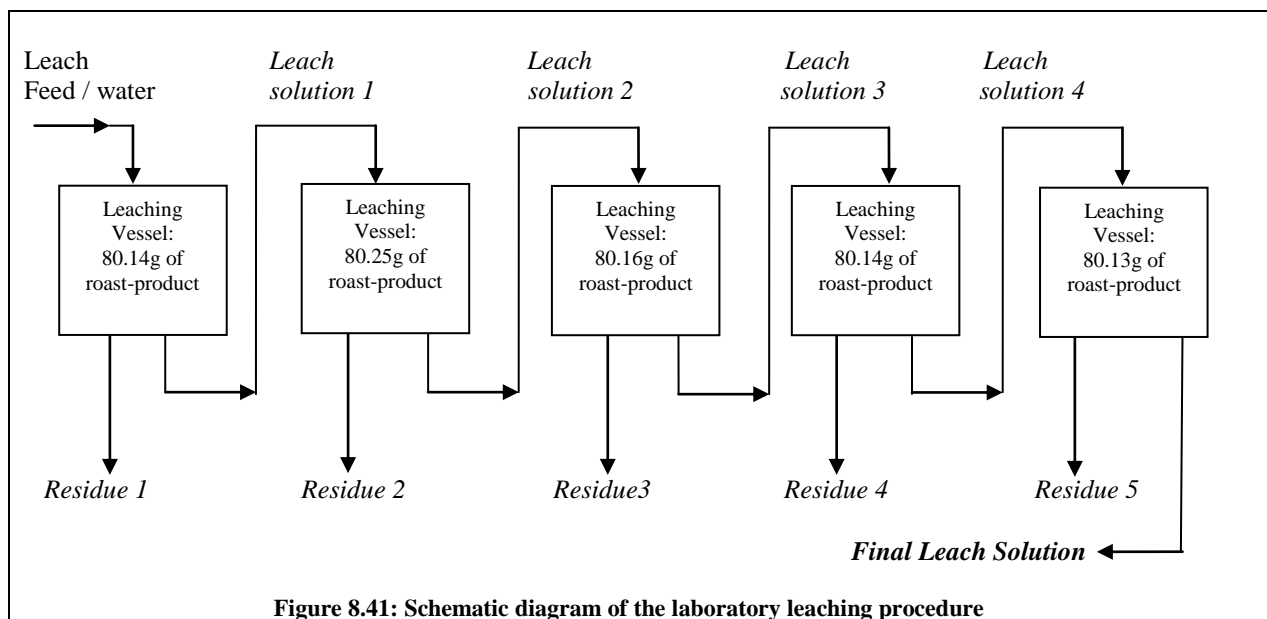 Leach
Feed / water
Leach
solution 1
Leach
solution 2
Leach
solution 3
Leach
solution 4
Leaching
Vessel:
80.14g of
roast-product
Leaching
Vessel:
80.25g of
roast-product
Leaching
Vessel:
80.16g of
roast-product
Leaching
Vessel:
80.14g of
roast-product
Leaching
Vessel:
80.13g of
roast-product
Residue 1
Residue 2
Residue3
Residue 4
Residue 5
Final Leach Solution
Figure 8.41: Schematic diagram of the laboratory leaching procedure